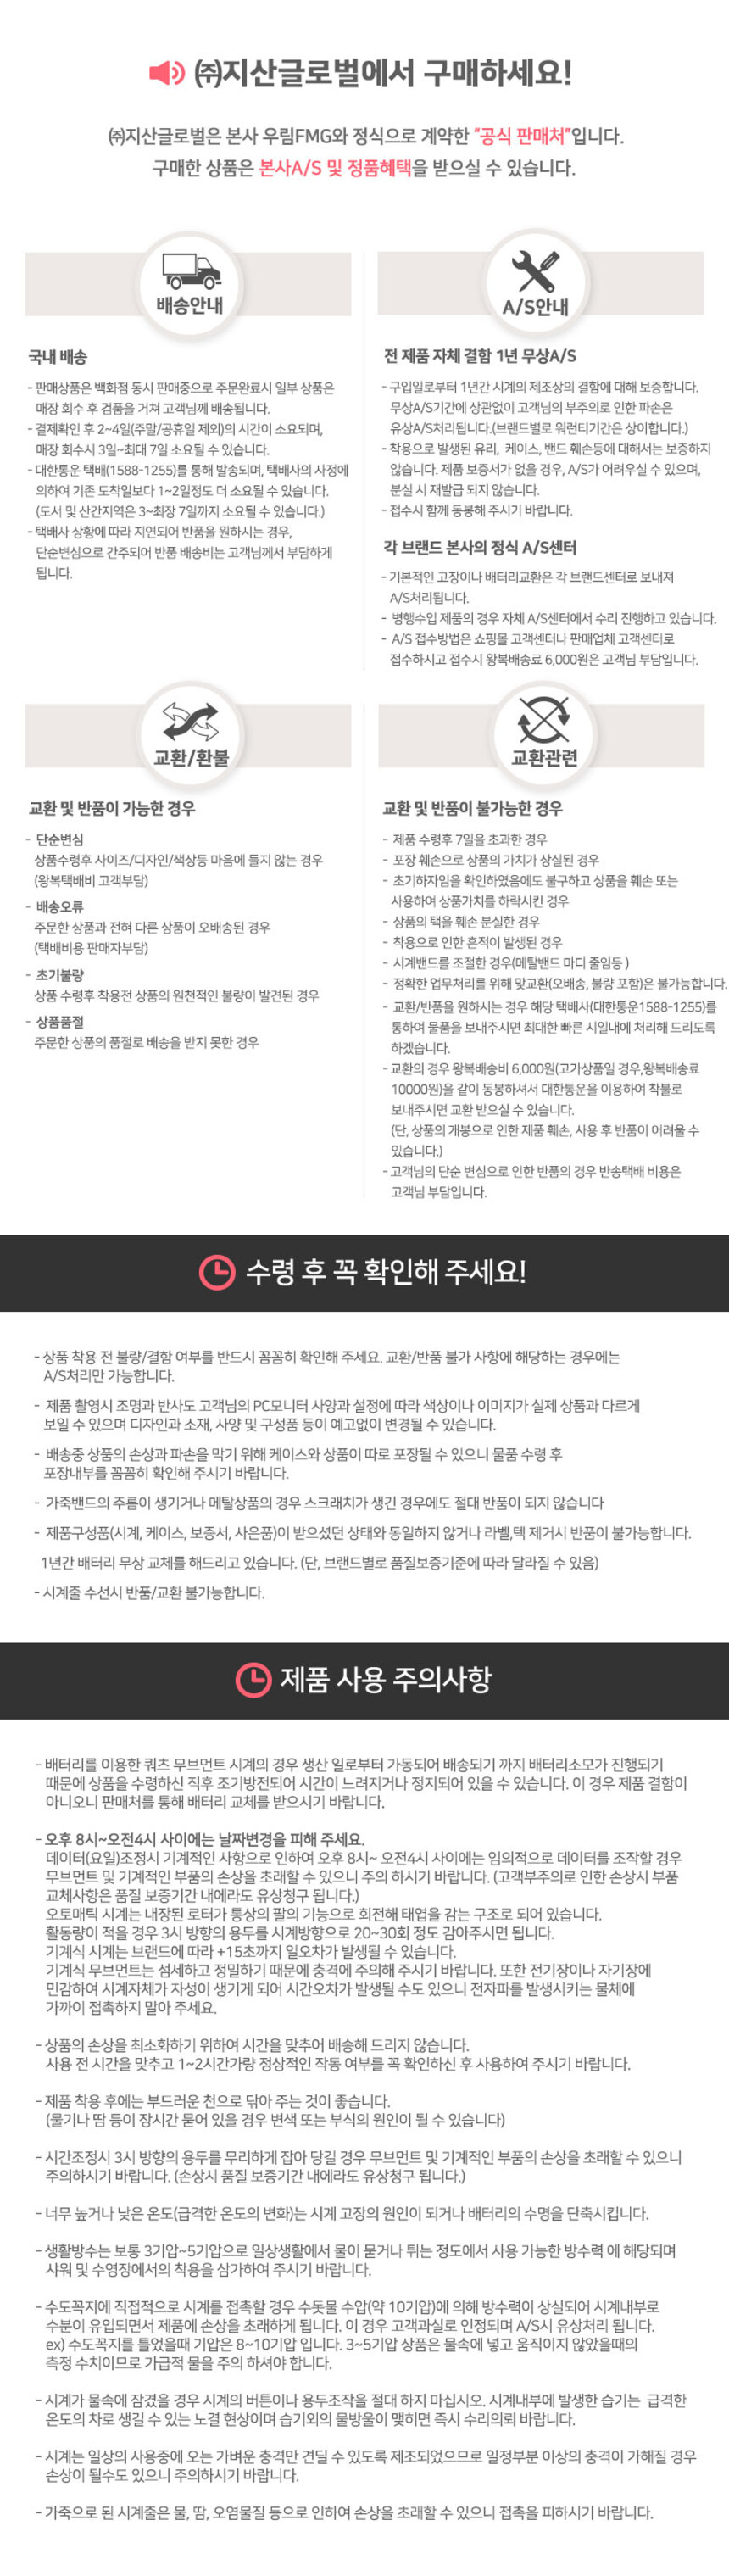 ㈜지산글로벌에서 구매하세요!
㈜지산글로벌은 본사 우림FMG와 정식으로 계약한 "공식 판매처"입니다.
구매한 상품은 본사A/S 및 정품혜택을 받으실 수 있습니다.
배송안내
국내 배송
- 판매상품은 백화점 동시 판매중으로 주문완료시 일부 상품은
매장 회수 후 검품을 거쳐 고객님께 배송됩니다.
- 결제확인 후 2~4일(주말/공휴일 제외)의 시간이 소요되며,
매장 회수시 3일~최대 7일 소요될 수 있습니다.
- 대한통운 택배(1588-1255)를 통해 발송되며, 택배사의 사정에
의하여 기존 도착일보다 1~2일정도 더 소요될 수 있습니다.
(도서 및 산간지역은 3~최장 7일까지 소요될 수 있습니다.)
- 택배사 상황에 따라 지연되어 반품을 원하시는 경우,
단순변심으로 간주되어 반품 배송비는 고객님께서 부담하게
됩니다.
A/S안내
전 제품 자체 결함 1년 무상A/S
- 구입일로부터 1년간 시계의 제조상의 결함에 대해 보증합니다.
무상A/S기간에 상관없이 고객님의 부주의로 인한 파손은
유상A/S처리됩니다.(브랜드별로 워런티기간은 상이합니다.)
- 착용으로 발생된 유리, 케이스, 밴드 훼손등에 대해서는 보증하지
않습니다. 제품 보증서가 없을 경우, A/S가 어려우실 수 있으며,
분실 시 재발급 되지 않습니다.
- 접수시 함께 동봉해 주시기 바랍니다.
각 브랜드 본사의 정식 A/S센터
- 기본적인 고장이나 배터리교환은 각 브랜드센터로 보내져
A/S처리됩니다.
- 병행수입 제품의 경우 자체 A/S센터에서 수리 진행하고 있습니다.
- A/S 접수방법은 쇼핑몰 고객센터나 판매업체 고객센터로
접수하시고 접수시 왕복배송료 6,000원은 고객님 부담입니다.
교환/환불
교환 및 반품이 가능한 경우
- 단순변심
상품수령후 사이즈/디자인/색상등 마음에 들지 않는 경우
(왕복택배비 고객부담)
- 배송오류
주문한 상품과 전혀 다른 상품이 오배송된 경우
(택배비용 판매자부담)
- 초기불량
상품 수령후 착용전 상품의 원천적인 불량이 발견된 경우
- 상품품절
주문한 상품의 품절로 배송을 받지 못한 경우
교환관련
교환 및 반품이 불가능한 경우
- 제품 수령후 7일을 초과한 경우
- 포장 훼손으로 상품의 가치가 상실된 경우
- 초기하자임을 확인하였음에도 불구하고 상품을 훼손 또는
사용하여 상품가치를 하락시킨 경우
- 상품의 택을 훼손 분실한 경우
- 착용으로 인한 흔적이 발생된 경우
- 시계밴드를 조절한 경우(메탈밴드 마디 줄임등 )
- 정확한 업무처리를 위해 맞교환(오배송, 불량 포함)은 불가능합니다.
- 교환/반품을 원하시는 경우 해당 택배사(대한통운1588-1255)를
통하여 물품을 보내주시면 최대한 빠른 시일내에 처리해 드리도록
하겠습니다.
- 교환의 경우 왕복배송비 6,000원(고가상품일 경우,왕복배송료
10000원)을 같이 동봉하셔서 대한통운을 이용하여 착불로
보내주시면 교환 받으실 수 있습니다.
(단, 상품의 개봉으로 인한 제품 훼손, 사용 후 반품이 어려울 수
있습니다.)
- 고객님의 단순 변심으로 인한 반품의 경우 반송택배 비용은
고객님 부담입니다.
수령 후 꼭 확인해 주세요!
- 상품 착용 전 불량/결함 여부를 반드시 꼼꼼히 확인해 주세요. 교환/반품 불가 사항에 해당하는 경우에는
A/S처리만 가능합니다.
- 제품 촬영시 조명과 반사도 고객님의 PC모니터 사양과 설정에 따라 색상이나 이미지가 실제 상품과 다르게
보일 수 있으며 디자인과 소재, 사양 및 구성품 등이 예고없이 변경될 수 있습니다.
- 배송중 상품의 손상과 파손을 막기 위해 케이스와 상품이 따로 포장될 수 있으니 물품 수령 후
포장내부를 꼼꼼히 확인해 주시기 바랍니다.
- 가죽밴드의 주름이 생기거나 메탈상품의 경우 스크래치가 생긴 경우에도 절대 반품이 되지 않습니다
- 제품구성품(시계, 케이스, 보증서, 사은품)이 받으셨던 상태와 동일하지 않거나 라벨,텍 제거시 반품이 불가능합니다.
1년간 배터리 무상 교체를 해드리고 있습니다. (단, 브랜드별로 품질보증기준에 따라 달라질 수 있음)
- 시계줄 수선시 반품/교환 불가능합니다.
제품 사용 주의사항
- 배터리를 이용한 쿼츠 무브먼트 시계의 경우 생산 일로부터 가동되어 배송되기 까지 배터리소모가 진행되기
때문에 상품을 수령하신 직후 조기방전되어 시간이 느려지거나 정지되어 있을 수 있습니다. 이 경우 제품 결함이
아니오니 판매처를 통해 배터리 교체를 받으시기 바랍니다.
- 오후 8시~오전4시 사이에는 날짜변경을 피해 주세요.
데이터(요일)조정시 기계적인 사항으로 인하여 오후 8시~ 오전4시 사이에는 임의적으로 데이터를 조작할 경우
무브먼트 및 기계적인 부품의 손상을 초래할 수 있으니 주의 하시기 바랍니다. (고객부주의로 인한 손상시 부품
교체사항은 품질 보증기간 내에라도 유상청구 됩니다.)
오토매틱 시계는 내장된 로터가 통상의 팔의 기능으로 회전해 태엽을 감는 구조로 되어 있습니다.
활동량이 적을 경우 3시 방향의 용두를 시계방향으로 20~30회 정도 감아주시면 됩니다.
기계식 시계는 브랜드에 따라 +15초까지 일오차가 발생될 수 있습니다.
기계식 무브먼트는 섬세하고 정밀하기 때문에 충격에 주의해 주시기 바랍니다. 또한 전기장이나 자기장에
민감하여 시계자체가 자성이 생기게 되어 시간오차가 발생될 수도 있으니 전자파를 발생시키는 물체에
가까이 접촉하지 말아 주세요.
- 상품의 손상을 최소화하기 위하여 시간을 맞추어 배송해 드리지 않습니다.
사용 전 시간을 맞추고 1~2시간가량 정상적인 작동 여부를 꼭 확인하신 후 사용하여 주시기 바랍니다.
- 제품 착용 후에는 부드러운 천으로 닦아 주는 것이 좋습니다.
(물기나 땀 등이 장시간 묻어 있을 경우 변색 또는 부식의 원인이 될 수 있습니다)
- 시간조정시 3시 방향의 용두를 무리하게 잡아 당길 경우 무브먼트 및 기계적인 부품의 손상을 초래할 수 있으니
주의하시기 바랍니다. (손상시 품질 보증기간 내에라도 유상청구 됩니다.)
- 너무 높거나 낮은 온도(급격한 온도의 변화)는 시계 고장의 원인이 되거나 배터리의 수명을 단축시킵니다.
- 생활방수는 보통 3기압~5기압으로 일상생활에서 물이 묻거나 튀는 정도에서 사용 가능한 방수력 에 해당되며
샤워 및 수영장에서의 착용을 삼가하여 주시기 바랍니다.
- 수도꼭지에 직접적으로 시계를 접촉할 경우 수돗물 수압(약 10기압)에 의해 방수력이 상실되어 시계내부로
수분이 유입되면서 제품에 손상을 초래하게 됩니다. 이 경우 고객과실로 인정되며 A/S시 유상처리 됩니다.
ex) 수도꼭지를 틀었을때 기압은 8~10기압 입니다. 3~5기압 상품은 물속에 넣고 움직이지 않았을때의
측정 수치이므로 가급적 물을 주의 하셔야 합니다.
- 시계가 물속에 잠겼을 경우 시계의 버튼이나 용두조작을 절대 하지 마십시오. 시계내부에 발생한 습기는 급격한
온도의 차로 생길 수 있는 노결 현상이며 습기외의 물방울이 맺히면 즉시 수리의뢰 바랍니다.
- 시계는 일상의 사용중에 오는 가벼운 충격만 견딜 수 있도록 제조되었으므로 일정부분 이상의 충격이 가해질 경우
손상이 될수도 있으니 주의하시기 바랍니다.
- 가죽으로 된 시계줄은 물, 땀, 오염물질 등으로 인하여 손상을 초래할 수 있으니 접촉을 피하시기 바랍니다.